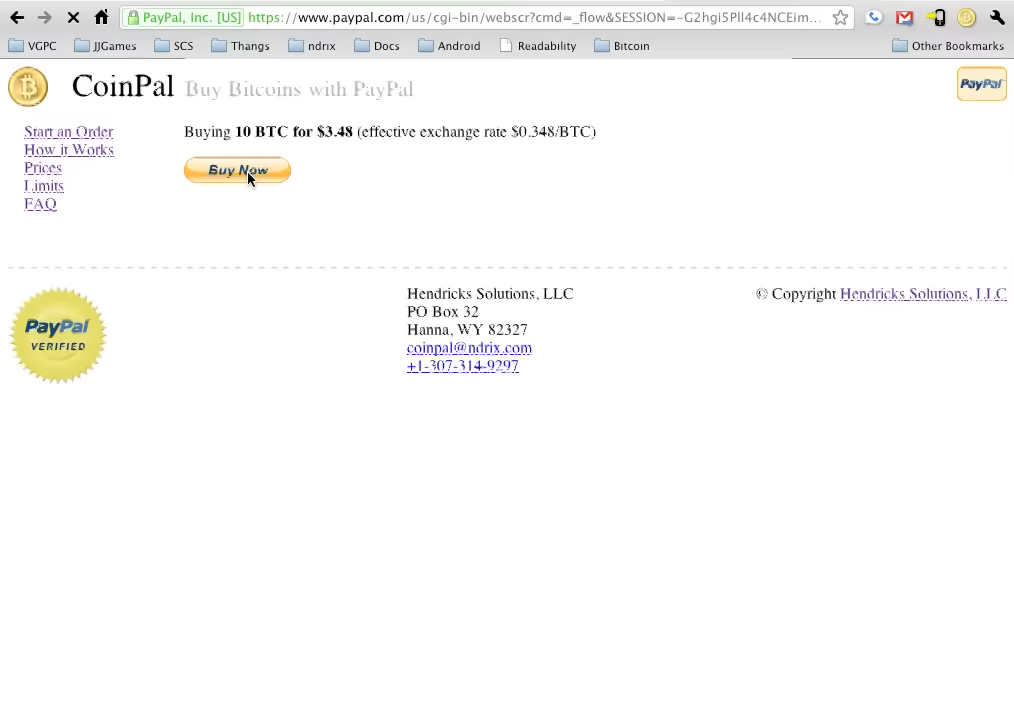 PayPal, Inc. [US] https://www.paypal.com/us/cgi-bin/webscr?cmd=_flow&SESSION=-G2hgi5Pll4c4NCEim...
VGPC JJGames SCS Thangs ndrix Docs Android Readability Bitcoin Other Bookmarks
CoinPal Buy Bitcoins with PayPal
PayPal
Start an Order
How it Works
Prices
Limits
FAQ
Buying 10 BTC for $3.48 (effective exchange rate $0.348/BTC)
Buy Now
PayPal
VERIFIED
Hendricks Solutions, LLC
PO Box 32
Hanna, WY 82327
coinpal@ndrix.com
+1-307-314-9297
© Copyright Hendricks Solutions, LLC